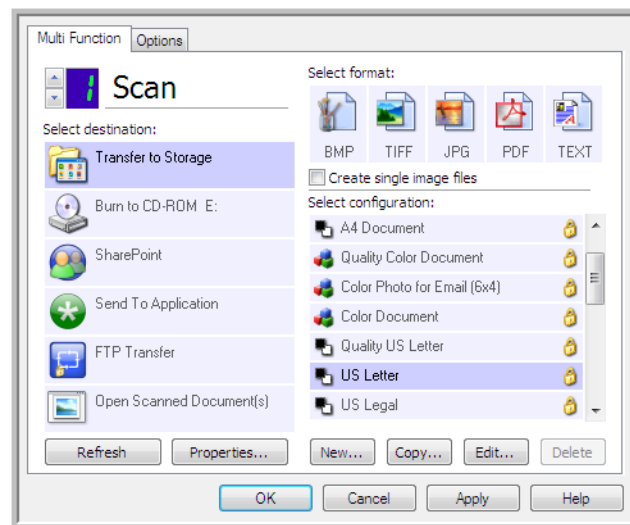 Multi Function
Options
1
Scan
Select destination:
Transfer to Storage
Burn to CD-ROM E:
SharePoint
Send To Application
FTP Transfer
Open Scanned Document(s)
Refresh
Properties...
Select format:
BMP
TIFF
JPG
PDF
TEXT
Create single image files
Select configuration:
A4 Document
Quality Color Document
Color Photo for Email (6x4)
Color Document
Quality US Letter
US Letter
US Legal
New...
Copy...
Edit...
Delete
OK
Cancel
Apply
Help